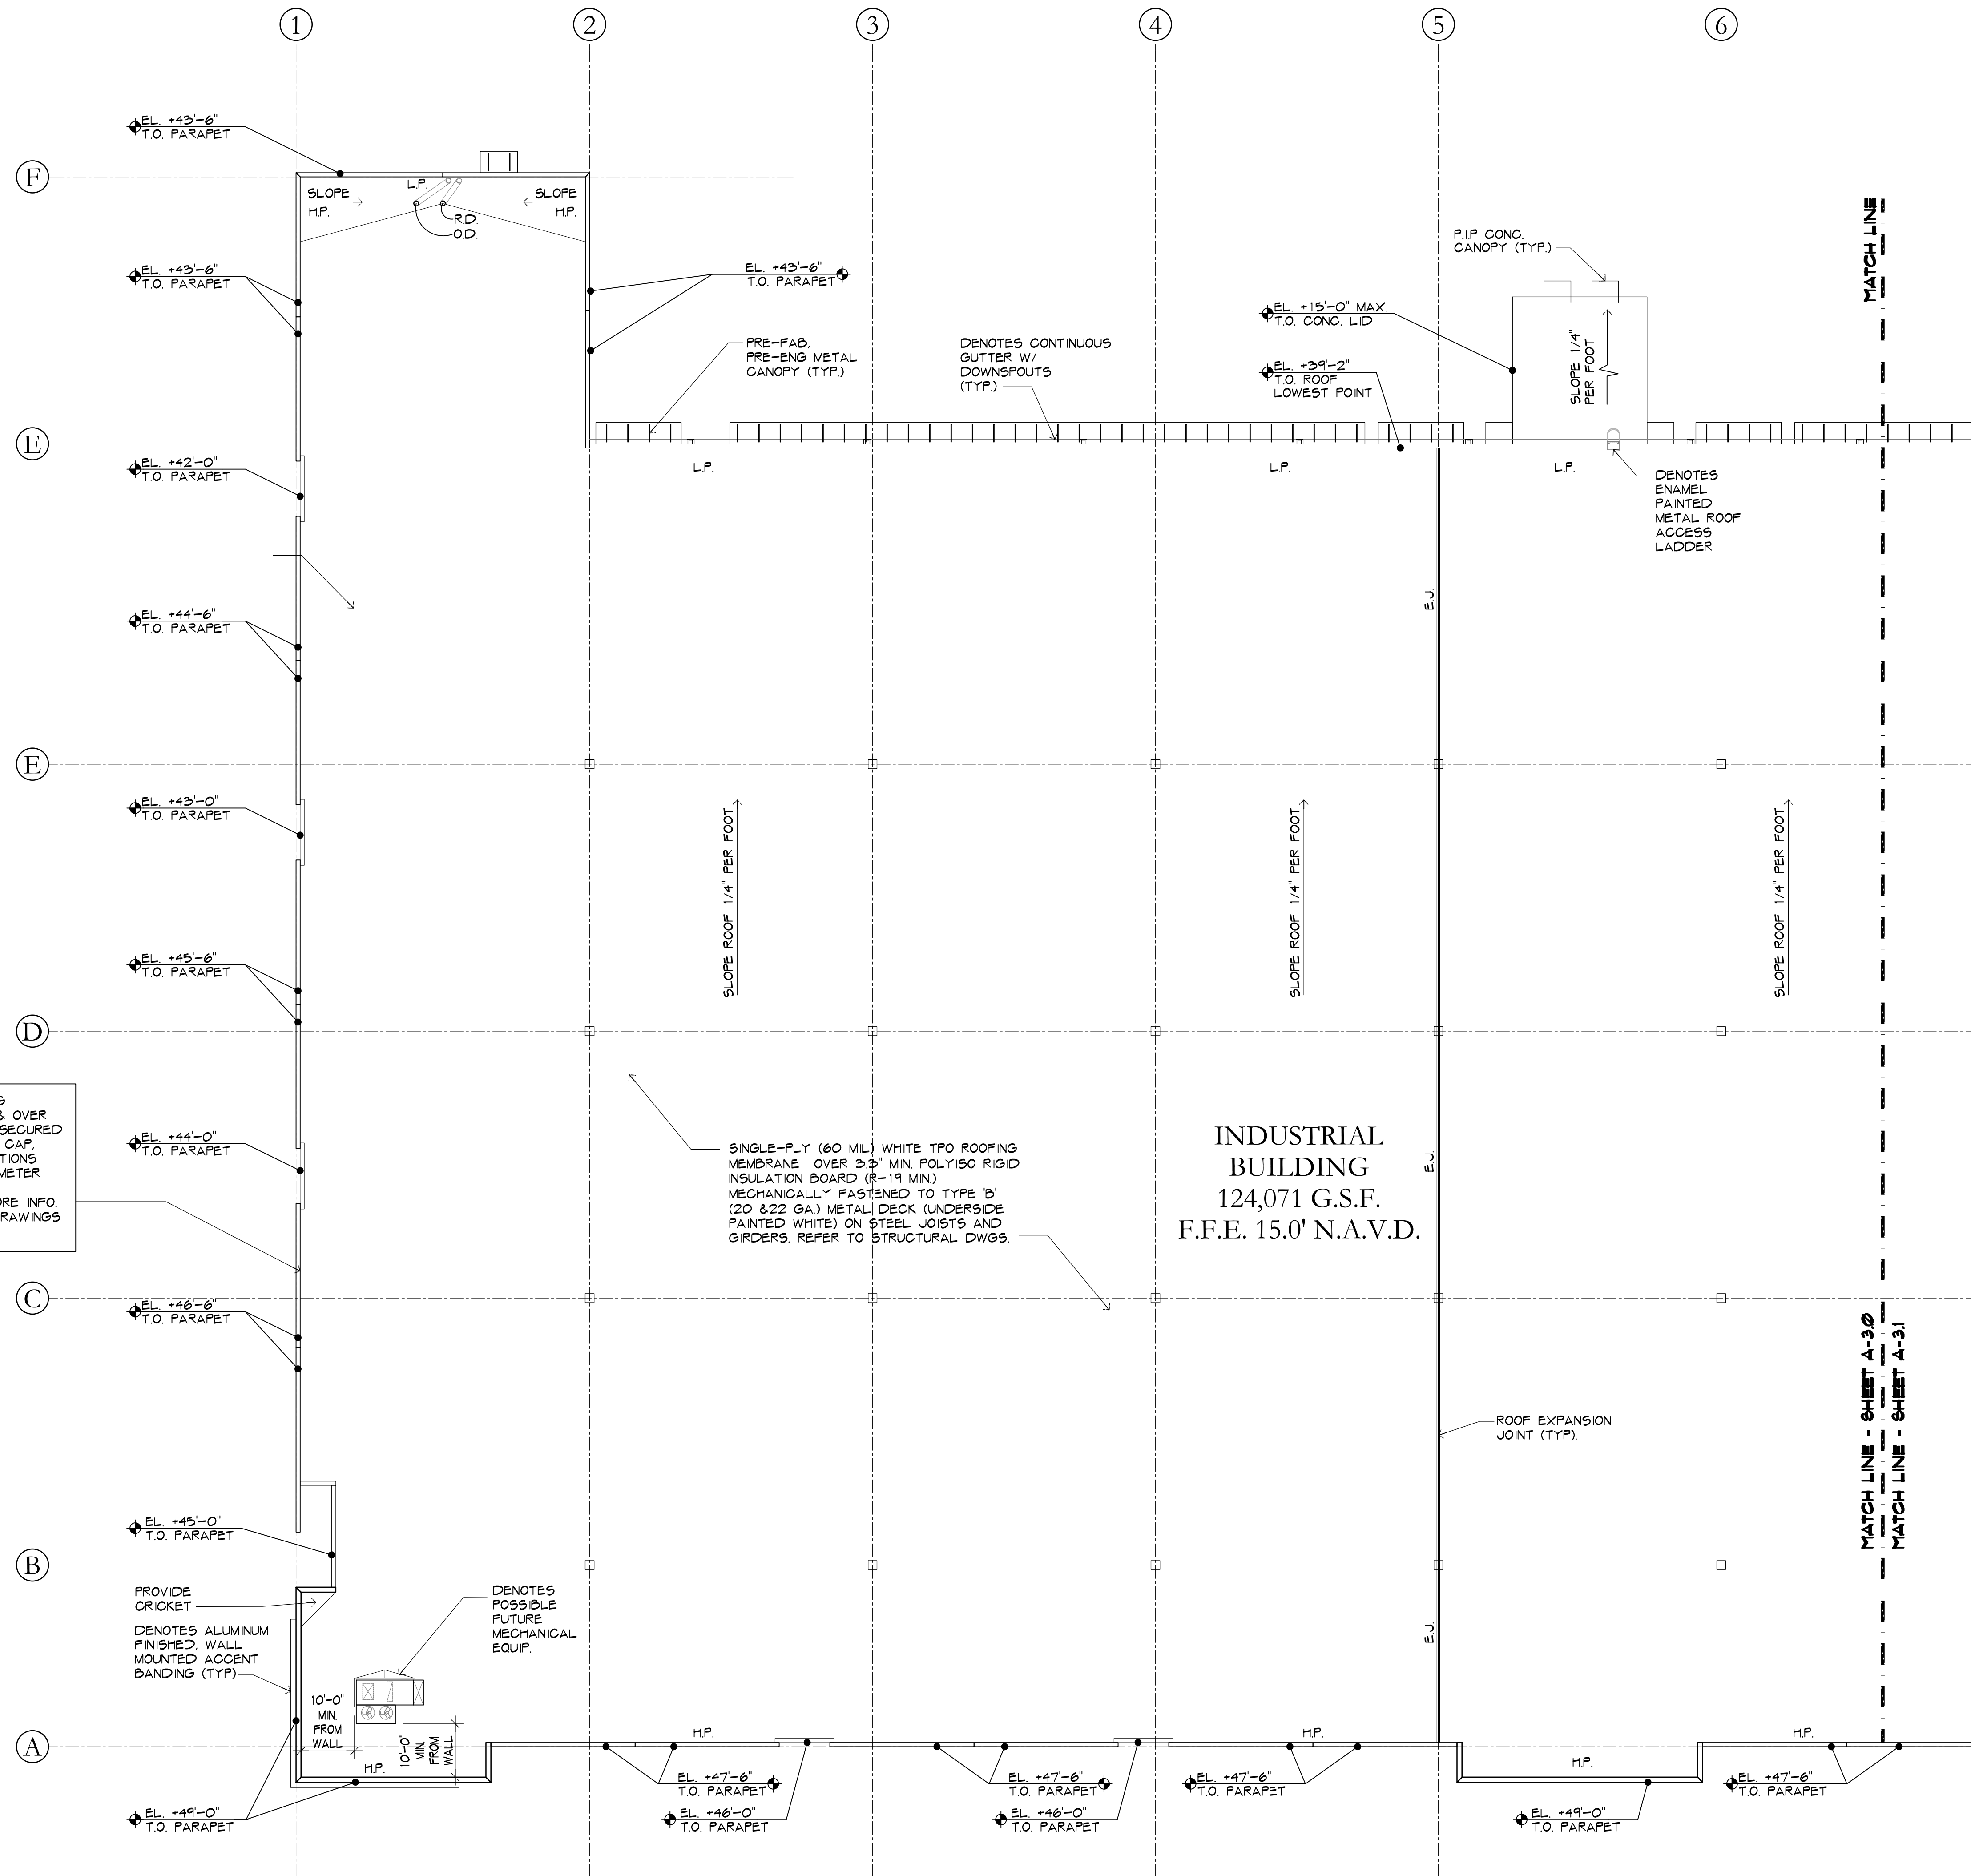 1
2
3
4
5
6
EL. +43'-6"
T.O. PARAPET
F
SLOPE
H.P.
L.P.
SLOPE
H.P.
R.D.
O.D.
EL. +43'-6"
T.O. PARAPET
EL. +43'-6"
T.O. PARAPET
P.I.P CONC.
CANOPY (TYP.)
MATCH LINE
EL. +15'-0" MAX.
T.O. CONC. LID
SLOPE 1/4"
PER FOOT
PRE-FAB,
PRE-ENG METAL
CANOPY (TYP.)
DENOTES CONTINUOUS
GUTTER W/
DOWNSPOUTS
(TYP.)
EL. +39'-2"
T.O. ROOF
LOWEST POINT
E
EL. +42'-0"
T.O. PARAPET
L.P.
L.P.
L.P.
DENOTES
ENAMEL
PAINTED
METAL ROOF
ACCESS
LADDER
E.J.
EL. +44'-6"
T.O. PARAPET
E
EL. +43'-0"
T.O. PARAPET
SLOPE ROOF 1/4" PER FOOT
SLOPE ROOF 1/4" PER FOOT
SLOPE ROOF 1/4" PER FOOT
EL. +45'-6"
T.O. PARAPET
D
& OVER
SECURED
CAP,
ORE INFO.
EL. +44'-0"
T.O. PARAPET
SINGLE-PLY (60 MIL) WHITE TPO ROOFING
MEMBRANE OVER 3.3" MIN. POLYISO RIGID
INSULATION BOARD (R-19 MIN.)
MECHANICALLY FASTENED TO TYPE 'B'
(20 &22 GA.) METAL DECK (UNDERSIDE
PAINTED WHITE) ON STEEL JOISTS AND
GIRDERS. REFER TO STRUCTURAL DWGS.
INDUSTRIAL
BUILDING
124,071 G.S.F.
F.F.E. 15.0' N.A.V.D.
E.J.
C
EL. +46'-6"
T.O. PARAPET
MATCH LINE - SHEET A-3.0
MATCH LINE - SHEET A-3.1
ROOF EXPANSION
JOINT (TYP).
EL. +45'-0"
T.O. PARAPET
B
PROVIDE
CRICKET
DENOTES ALUMINUM
FINISHED, WALL
MOUNTED ACCENT
BANDING (TYP)
DENOTES
POSSIBLE
FUTURE
MECHANICAL
EQUIP.
E.J.
10'-0"
MIN.
FROM
WALL
10'-0"
MIN.
FROM
WALL
A
H.P.
H.P.
H.P.
H.P.
H.P.
EL. +47'-6"
T.O. PARAPET
EL. +47'-6"
T.O. PARAPET
EL. +47'-6"
T.O. PARAPET
EL. +47'-6"
T.O. PARAPET
EL. +49'-0"
T.O. PARAPET
EL. +46'-0"
T.O. PARAPET
EL. +46'-0"
T.O. PARAPET
EL. +49'-0"
T.O. PARAPET